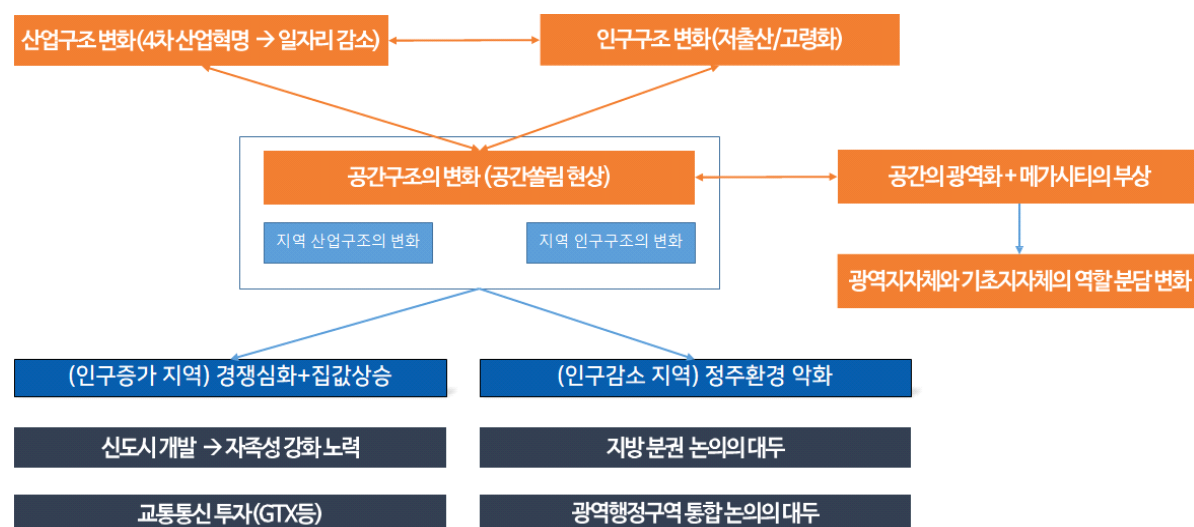 산업구조 변화(4차 산업혁명 → 일자리 감소)
인구구조 변화(저출산/고령화)
공간구조의 변화 (공간쏠림 현상)
공간의 광역화 + 메가시티의 부상
지역 산업구조의 변화
지역 인구구조의 변화
광역지자체와 기초지자체의 역할 분담 변화
(인구증가 지역) 경쟁심화+집값상승
(인구감소 지역) 정주환경 악화
신도시 개발 → 자족성 강화 노력
지방 분권 논의의 대두
교통통신 투자(GTX등)
광역행정구역 통합 논의의 대두